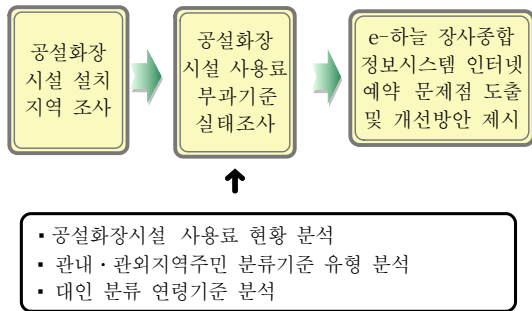 공설화장
시설 설치
지역 조사
공설화장
시설 사용료
부과기준
실태조사
e-하늘 장사종합
정보시스템 인터넷
예약 문제점 도출
및 개선방안 제시
▪ 공설화장시설 사용료 현황 분석
▪ 관내·관외지역주민 분류기준 유형 분석
▪ 대인 분류 연령기준 분석